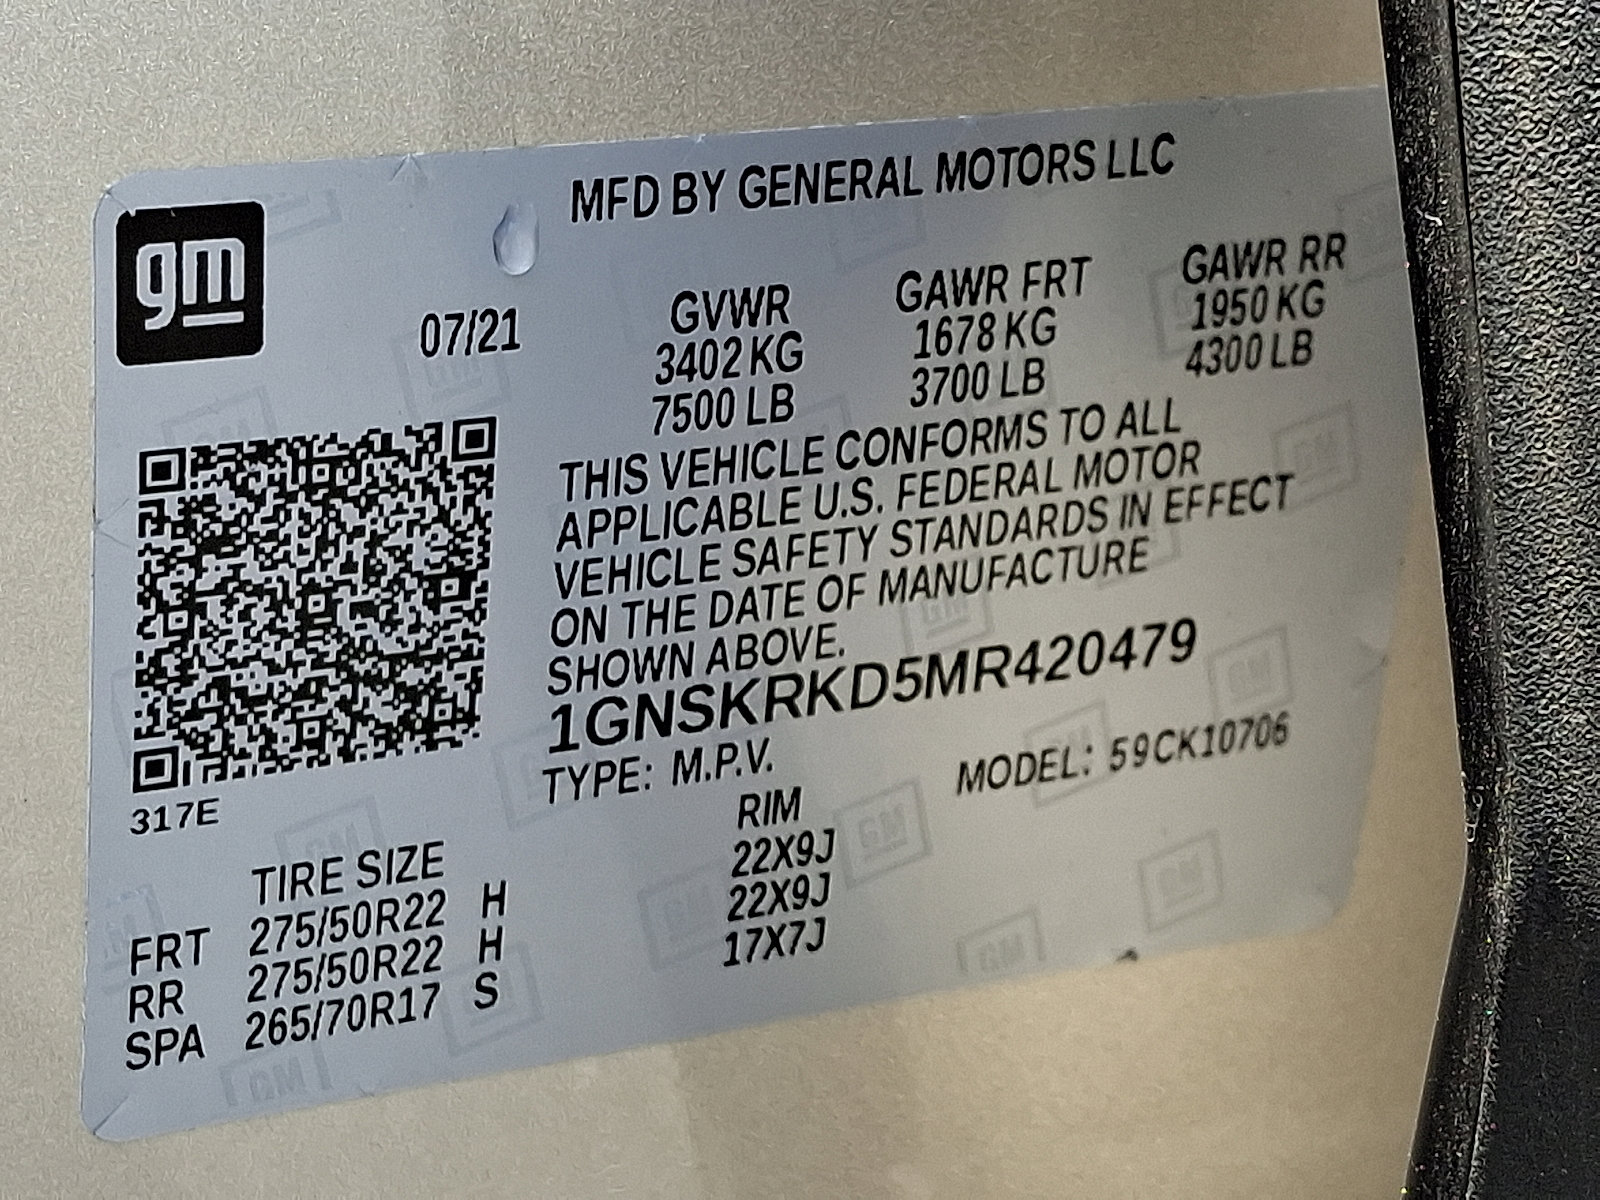 gm
MFD BY GENERAL MOTORS LLC
07/21
GVWR GAWR FRT GAWR RR
3402 KG 1678 KG 1950 KG
7500 LB 3700 LB 4300 LB
THIS VEHICLE CONFORMS TO ALL
APPLICABLE U.S. FEDERAL MOTOR
VEHICLE SAFETY STANDARDS IN EFFECT
ON THE DATE OF MANUFACTURE
SHOWN ABOVE.
1GNSKRKD5MR420479
TYPE: M.P.V. MODEL: 59CK10706
317E
TIRE SIZE RIM
FRT 275/50R22 H 22X9J
RR 275/50R22 H 22X9J
SPA 265/70R17 S 17X7J